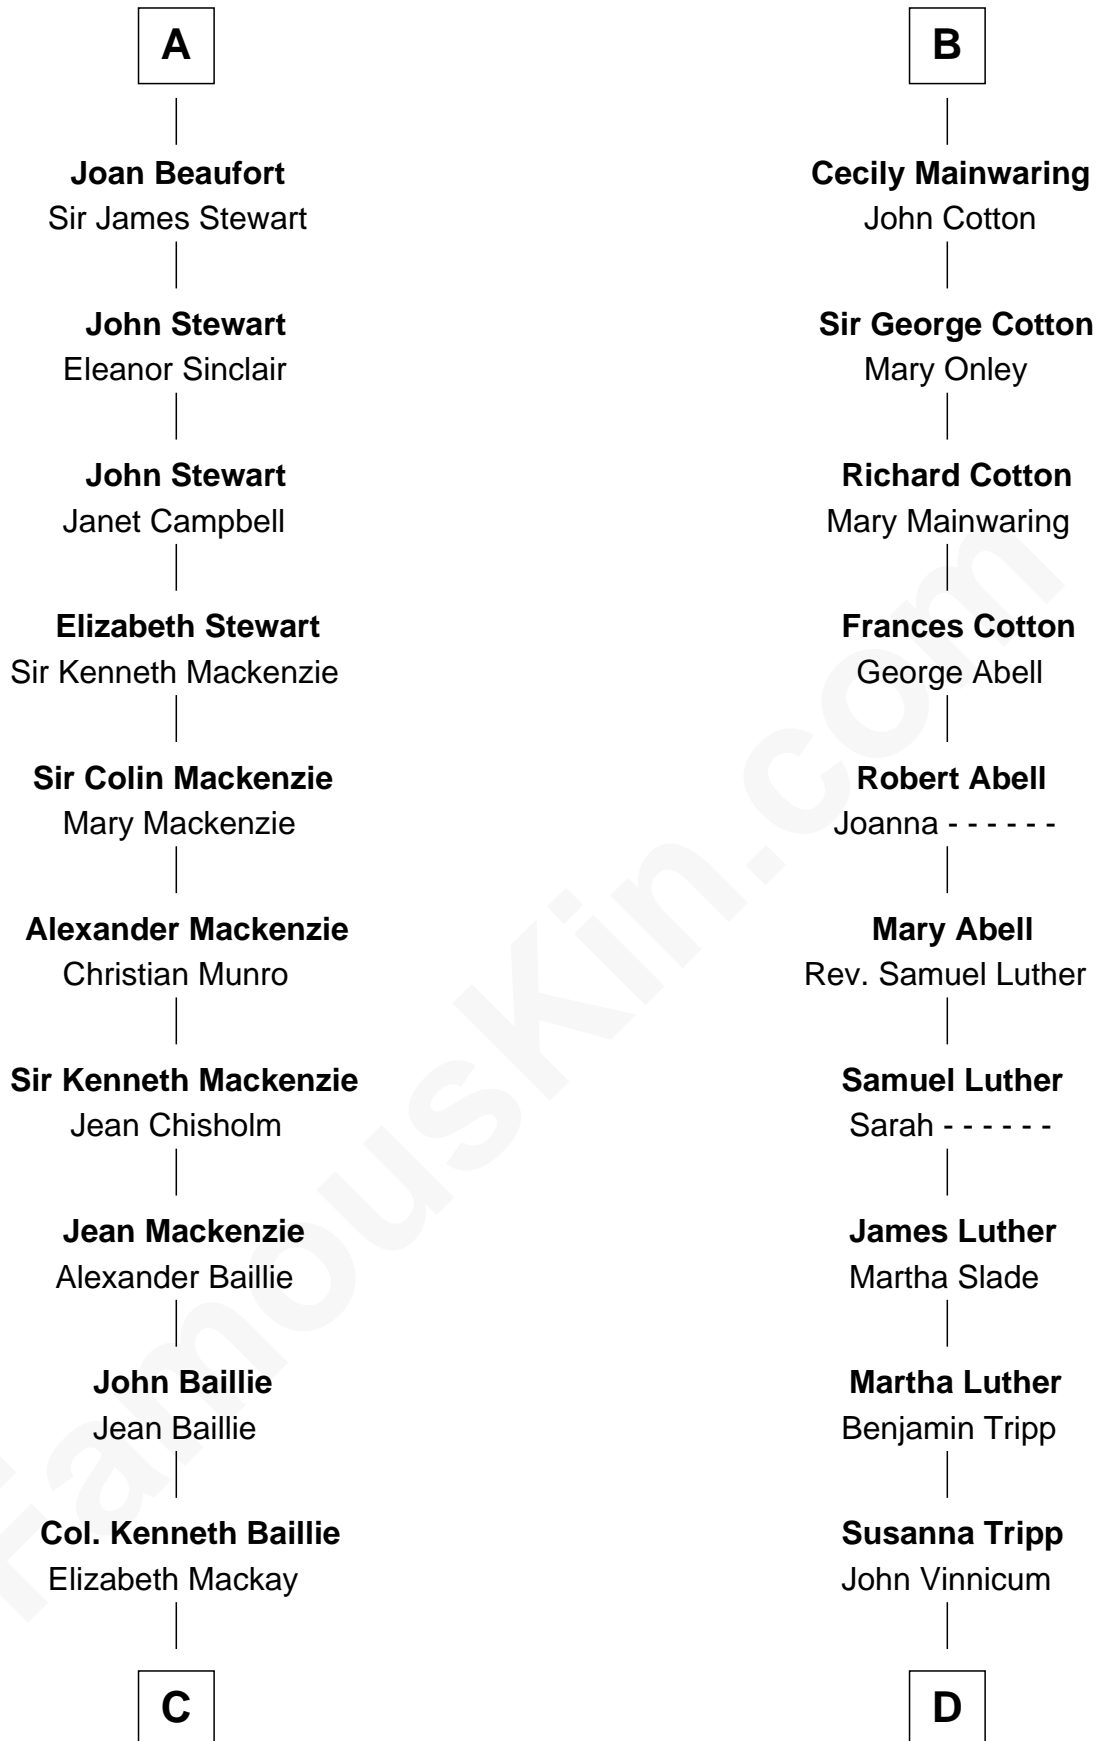 A
Joan Beaufort
Sir James Stewart
John Stewart
Eleanor Sinclair
John Stewart
Janet Campbell
Elizabeth Stewart
Sir Kenneth Mackenzie
Sir Colin Mackenzie
Mary Mackenzie
Alexander Mackenzie
Christian Munro
Sir Kenneth Mackenzie
Jean Chisholm
Jean Mackenzie
Alexander Baillie
John Baillie
Jean Baillie
Col. Kenneth Baillie
Elizabeth Mackay
C
B
Cecily Mainwaring
John Cotton
Sir George Cotton
Mary Onley
Richard Cotton
Mary Mainwaring
Frances Cotton
George Abell
Robert Abell
Joanna - - - - - -
Mary Abell
Rev. Samuel Luther
Samuel Luther
Sarah - - - - - -
James Luther
Martha Slade
Martha Luther
Benjamin Tripp
Susanna Tripp
John Vinnicum
D
FamousKin.com